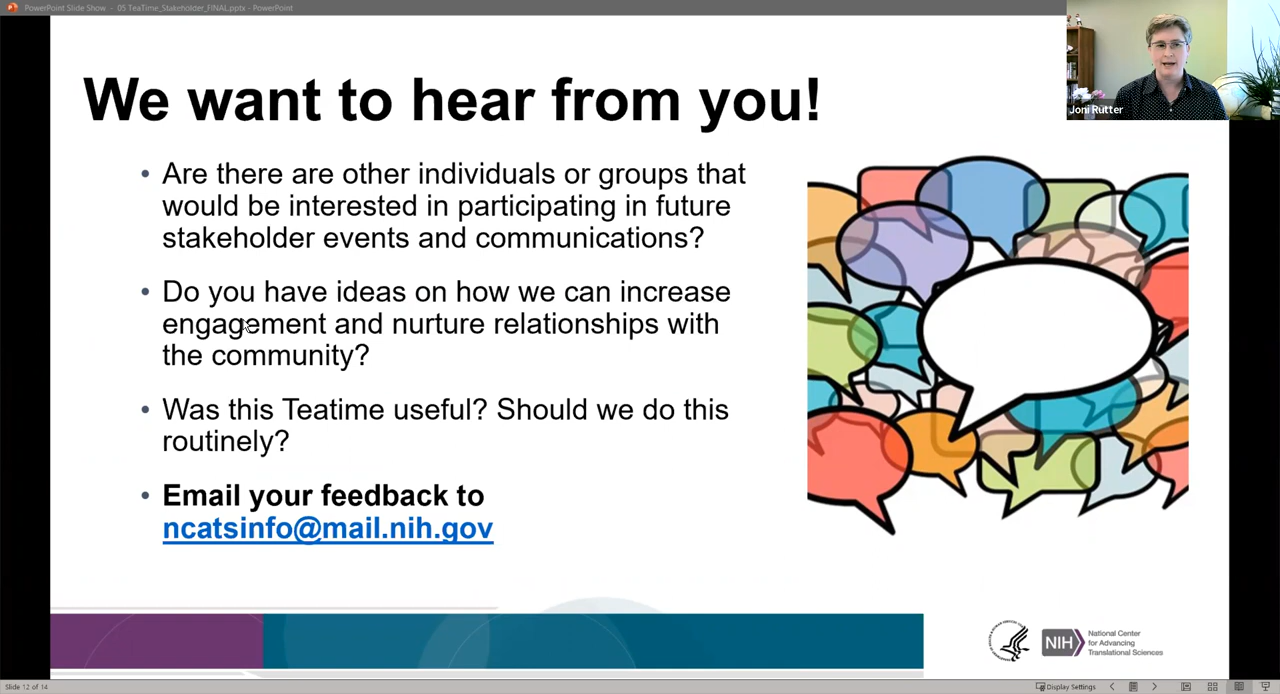 PowerPoint Slide Show - 05 TeaTime_Stakeholder_FINAL.pptx - PowerPoint
Joni Rutter
We want to hear from you!
• Are there are other individuals or groups that
would be interested in participating in future
stakeholder events and communications?
• Do you have ideas on how we can increase
engagement and nurture relationships with
the community?
• Was this Teatime useful? Should we do this
routinely?
• Email your feedback to
ncatsinfo@mail.nih.gov
NIH
National Center
for Advancing
Translational Sciences
Slide 12 of 14
Display Settings